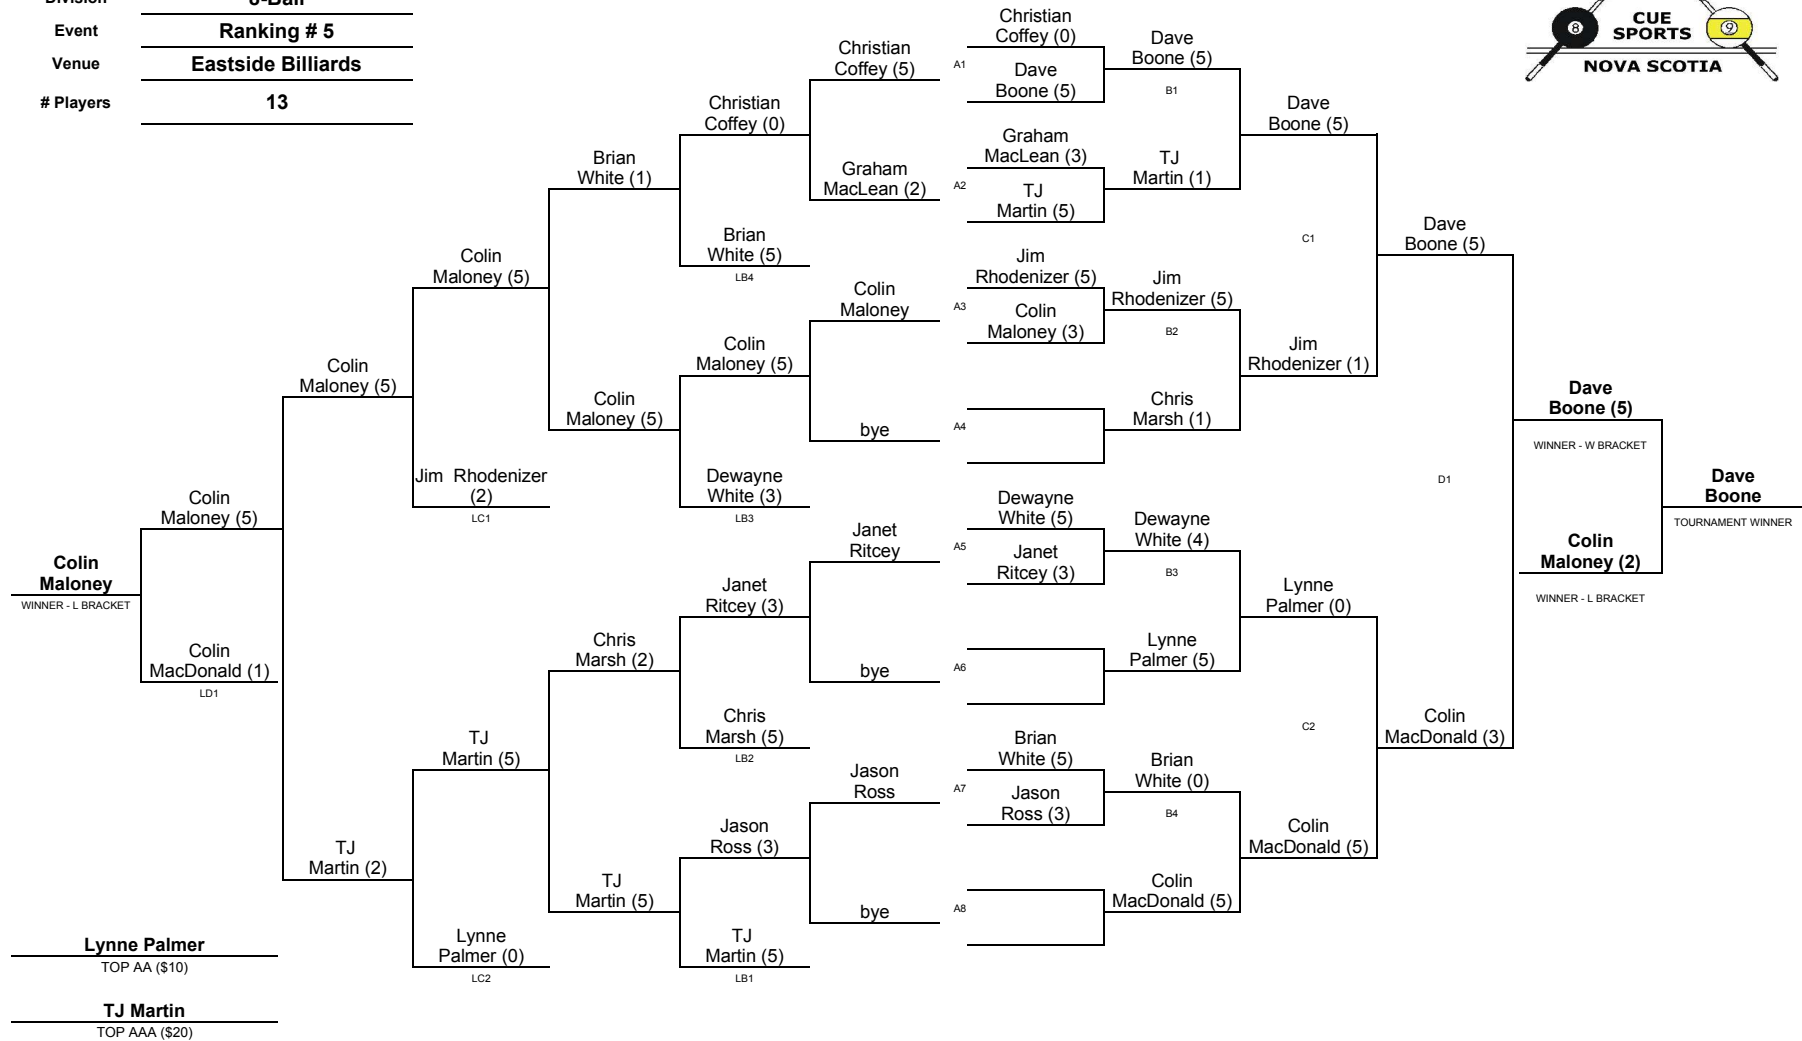 Division 8-Ball
Event Ranking # 5
Venue Eastside Billiards
# Players 13
8 CUE 9
SPORTS
NOVA SCOTIA
Christian
Coffey (0)
A1
Dave
Boone (5)
Graham
MacLean (3)
A2
TJ
Martin (5)
Jim
Rhodenizer (5)
A3
Colin
Maloney (3)
A4
Dewayne
White (5)
A5
Janet
Ritcey (3)
A6
Brian
White (5)
A7
Jason
Ross (3)
A8
Dave
Boone (5)
B1
TJ
Martin (1)
Jim
Rhodenizer (5)
B2
Chris
Marsh (1)
Dewayne
White (4)
B3
Lynne
Palmer (5)
Brian
White (0)
B4
Colin
MacDonald (5)
Dave
Boone (5)
C1
Jim
Rhodenizer (1)
Lynne
Palmer (0)
C2
Colin
MacDonald (5)
Dave
Boone (5)
D1
Colin
MacDonald (3)
Dave
Boone (5)
WINNER - W BRACKET
Colin
Maloney (2)
WINNER - L BRACKET
Dave
Boone
TOURNAMENT WINNER
Christian
Coffey (5)
Graham
MacLean (2)
Colin
Maloney
bye
Janet
Ritcey
bye
Jason
Ross
bye
Christian
Coffey (0)
Brian
White (5)
LB4
Colin
Maloney (5)
Dewayne
White (3)
LB3
Janet
Ritcey (3)
Chris
Marsh (5)
LB2
Jason
Ross (3)
TJ
Martin (5)
LB1
Brian
White (1)
Colin
Maloney (5)
Chris
Marsh (2)
TJ
Martin (5)
Colin
Maloney (5)
Jim Rhodenizer
(2)
LC1
TJ
Martin (5)
Lynne
Palmer (0)
LC2
Colin
Maloney (5)
TJ
Martin (2)
Colin
Maloney (5)
Colin
MacDonald (1)
LD1
Colin
Maloney
WINNER - L BRACKET
Lynne Palmer
TOP AA ($10)
TJ Martin
TOP AAA ($20)